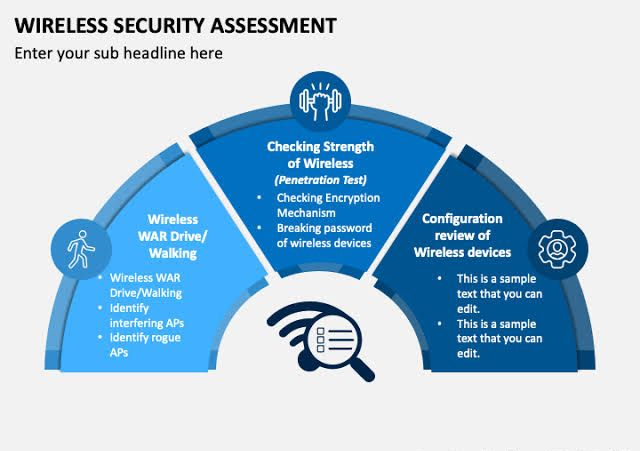 WIRELESS SECURITY ASSESSMENT
Enter your sub headline here
Wireless
WAR Drive/
Walking
• Wireless WAR
Drive/Walking
• Identify
interfering APs
• Identify rogue
APs
Checking Strength
of Wireless
(Penetration Test)
• Checking Encryption
Mechanism
• Breaking password
of wireless devices
Configuration
review of
Wireless devices
• This is a sample
text that you can
edit.
• This is a sample
text that you can
edit.